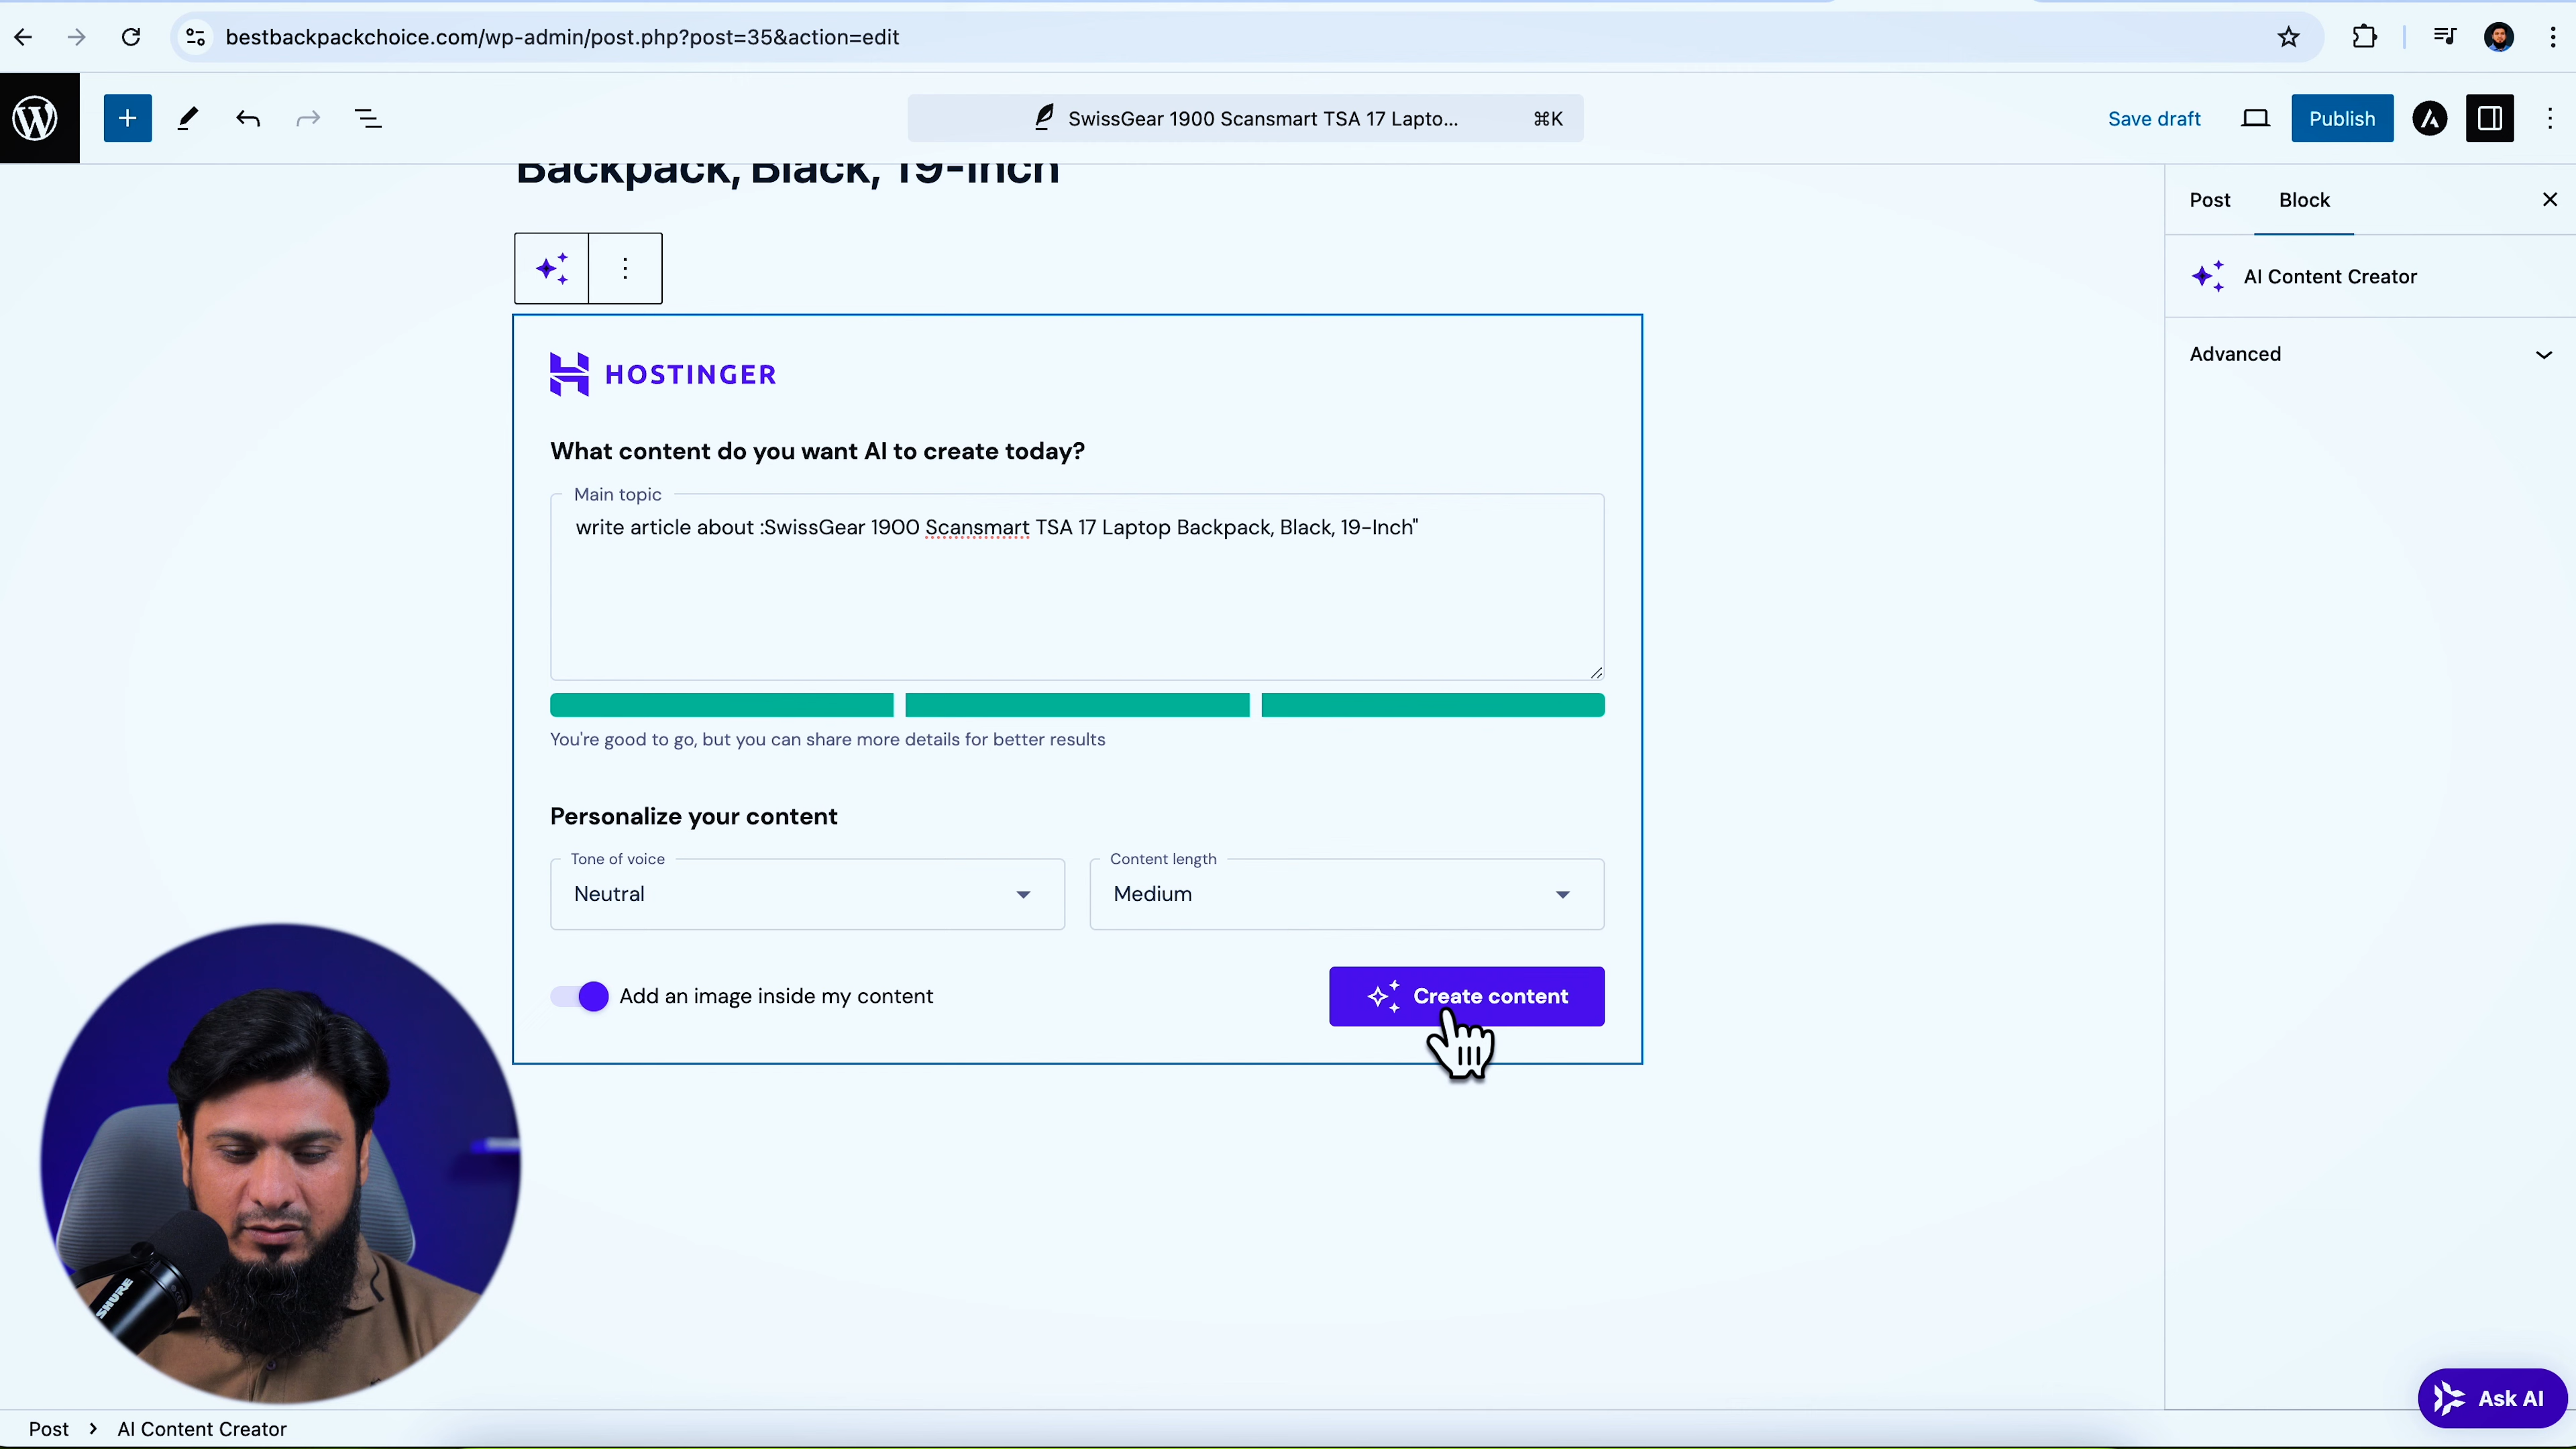 bestbackpackchoice.com/wp-admin/post.php?post=35&action=edit
SwissGear 1900 Scansmart TSA 17 Lapto... ⌘K
Save draft
Publish
Backpack, Black, 19-Inch
Post Block
AI Content Creator
Advanced
HOSTINGER
What content do you want AI to create today?
Main topic
write article about :SwissGear 1900 Scansmart TSA 17 Laptop Backpack, Black, 19-Inch"
You're good to go, but you can share more details for better results
Personalize your content
Tone of voice
Neutral
Content length
Medium
Add an image inside my content
Create content
SHURE
Ask AI
Post > AI Content Creator